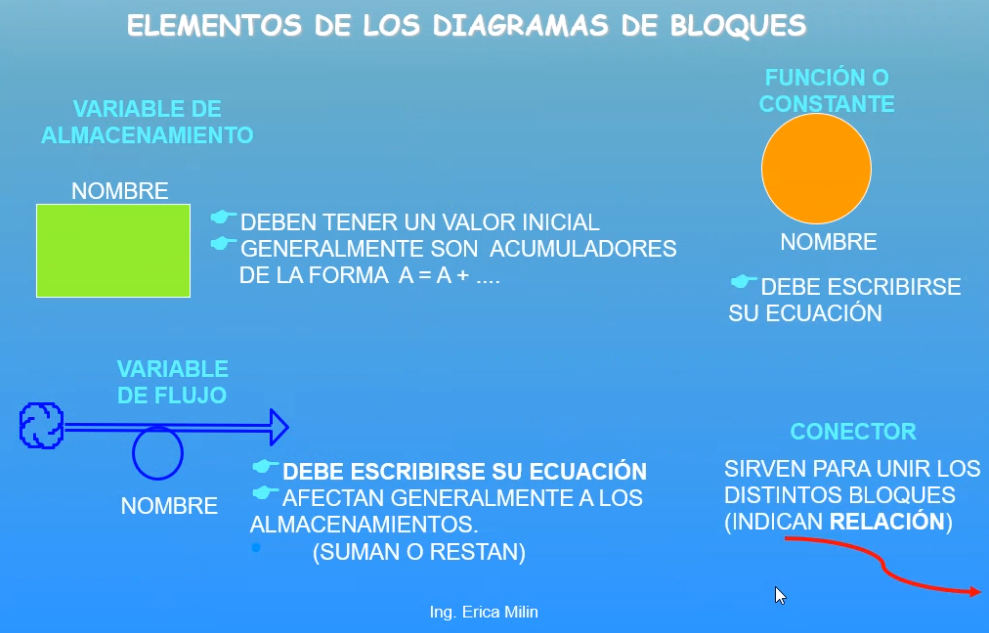 ELEMENTOS DE LOS DIAGRAMAS DE BLOQUES
VARIABLE DE
ALMACENAMIENTO
NOMBRE
DEBEN TENER UN VALOR INICIAL
GENERALMENTE SON ACUMULADORES
DE LA FORMA A = A + ....
FUNCIÓN O
CONSTANTE
NOMBRE
DEBE ESCRIBIRSE
SU ECUACIÓN
VARIABLE
DE FLUJO
NOMBRE
DEBE ESCRIBIRSE SU ECUACIÓN
AFECTAN GENERALMENTE A LOS
ALMACENAMIENTOS.
(SUMAN O RESTAN)
CONECTOR
SIRVEN PARA UNIR LOS
DISTINTOS BLOQUES
(INDICAN RELACIÓN)
Ing. Erica Milin